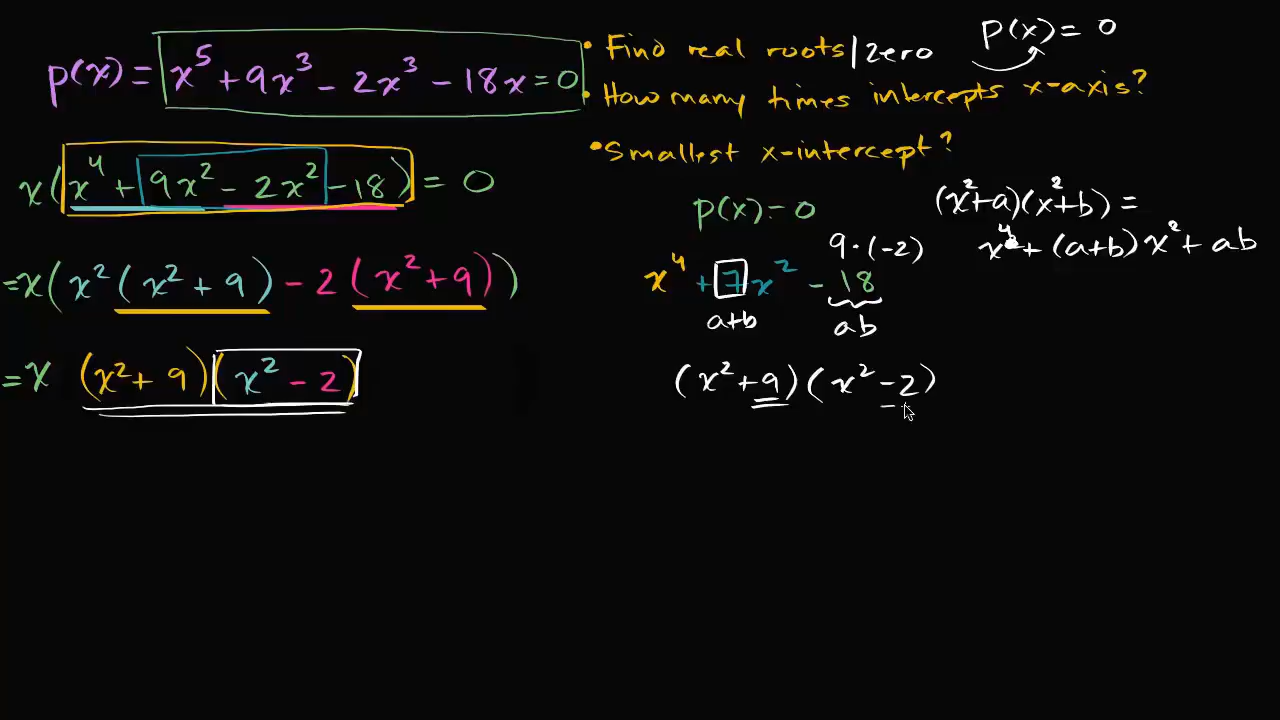 p(x) = x⁵ + 9x³ - 2x³ - 18x = 0
x(x⁴ + 9x² - 2x² - 18) = 0
= x(x²(x² + 9) - 2(x² + 9))
= x (x² + 9)(x² - 2)
• Find real roots/zero
p(x) = 0
• How many times intercepts x-axis?
• Smallest x-intercept?
p(x) = 0
(x² + a)(x² + b) =
x⁴ + (a+b)x² + ab
9·(-2)
x⁴ + 7x² - 18
a+b
ab
(x² + 9)(x² - 2)